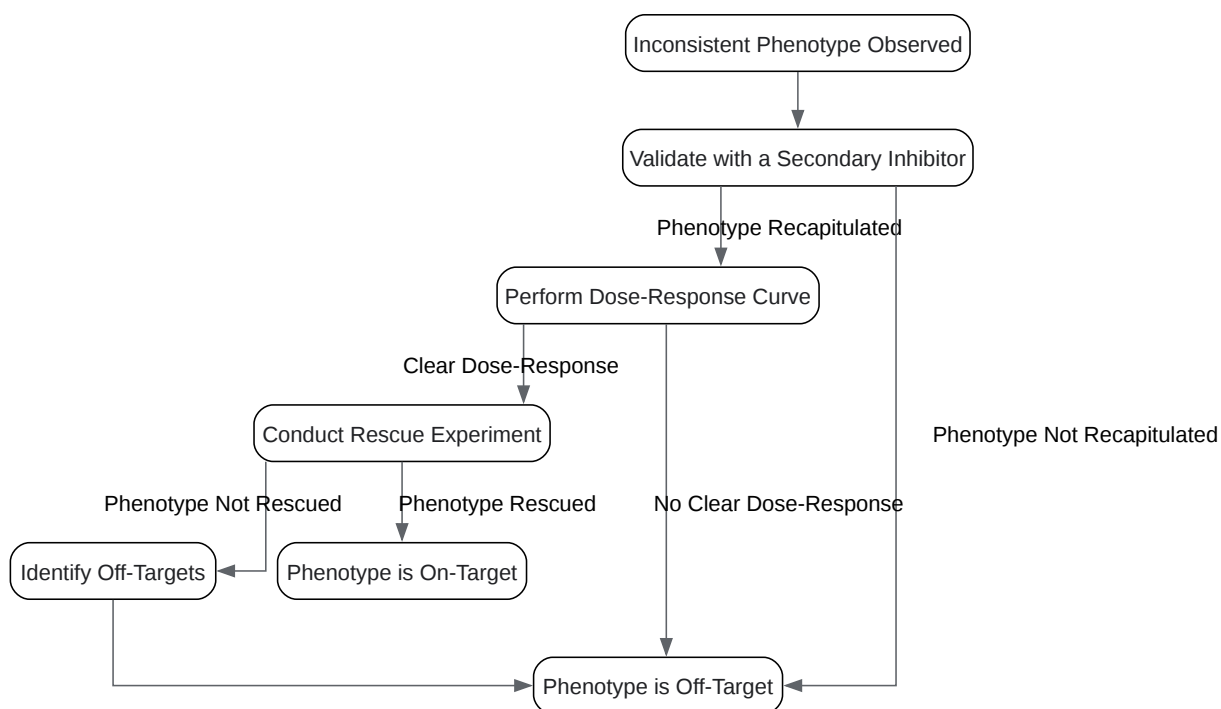 Inconsistent Phenotype Observed
Validate with a Secondary Inhibitor
Phenotype Recapitulated
Perform Dose-Response Curve
Clear Dose-Response
Conduct Rescue Experiment
Phenotype Not Recapitulated
Phenotype Not Rescued
Phenotype Rescued
No Clear Dose-Response
Identify Off-Targets
Phenotype is On-Target
Phenotype is Off-Target